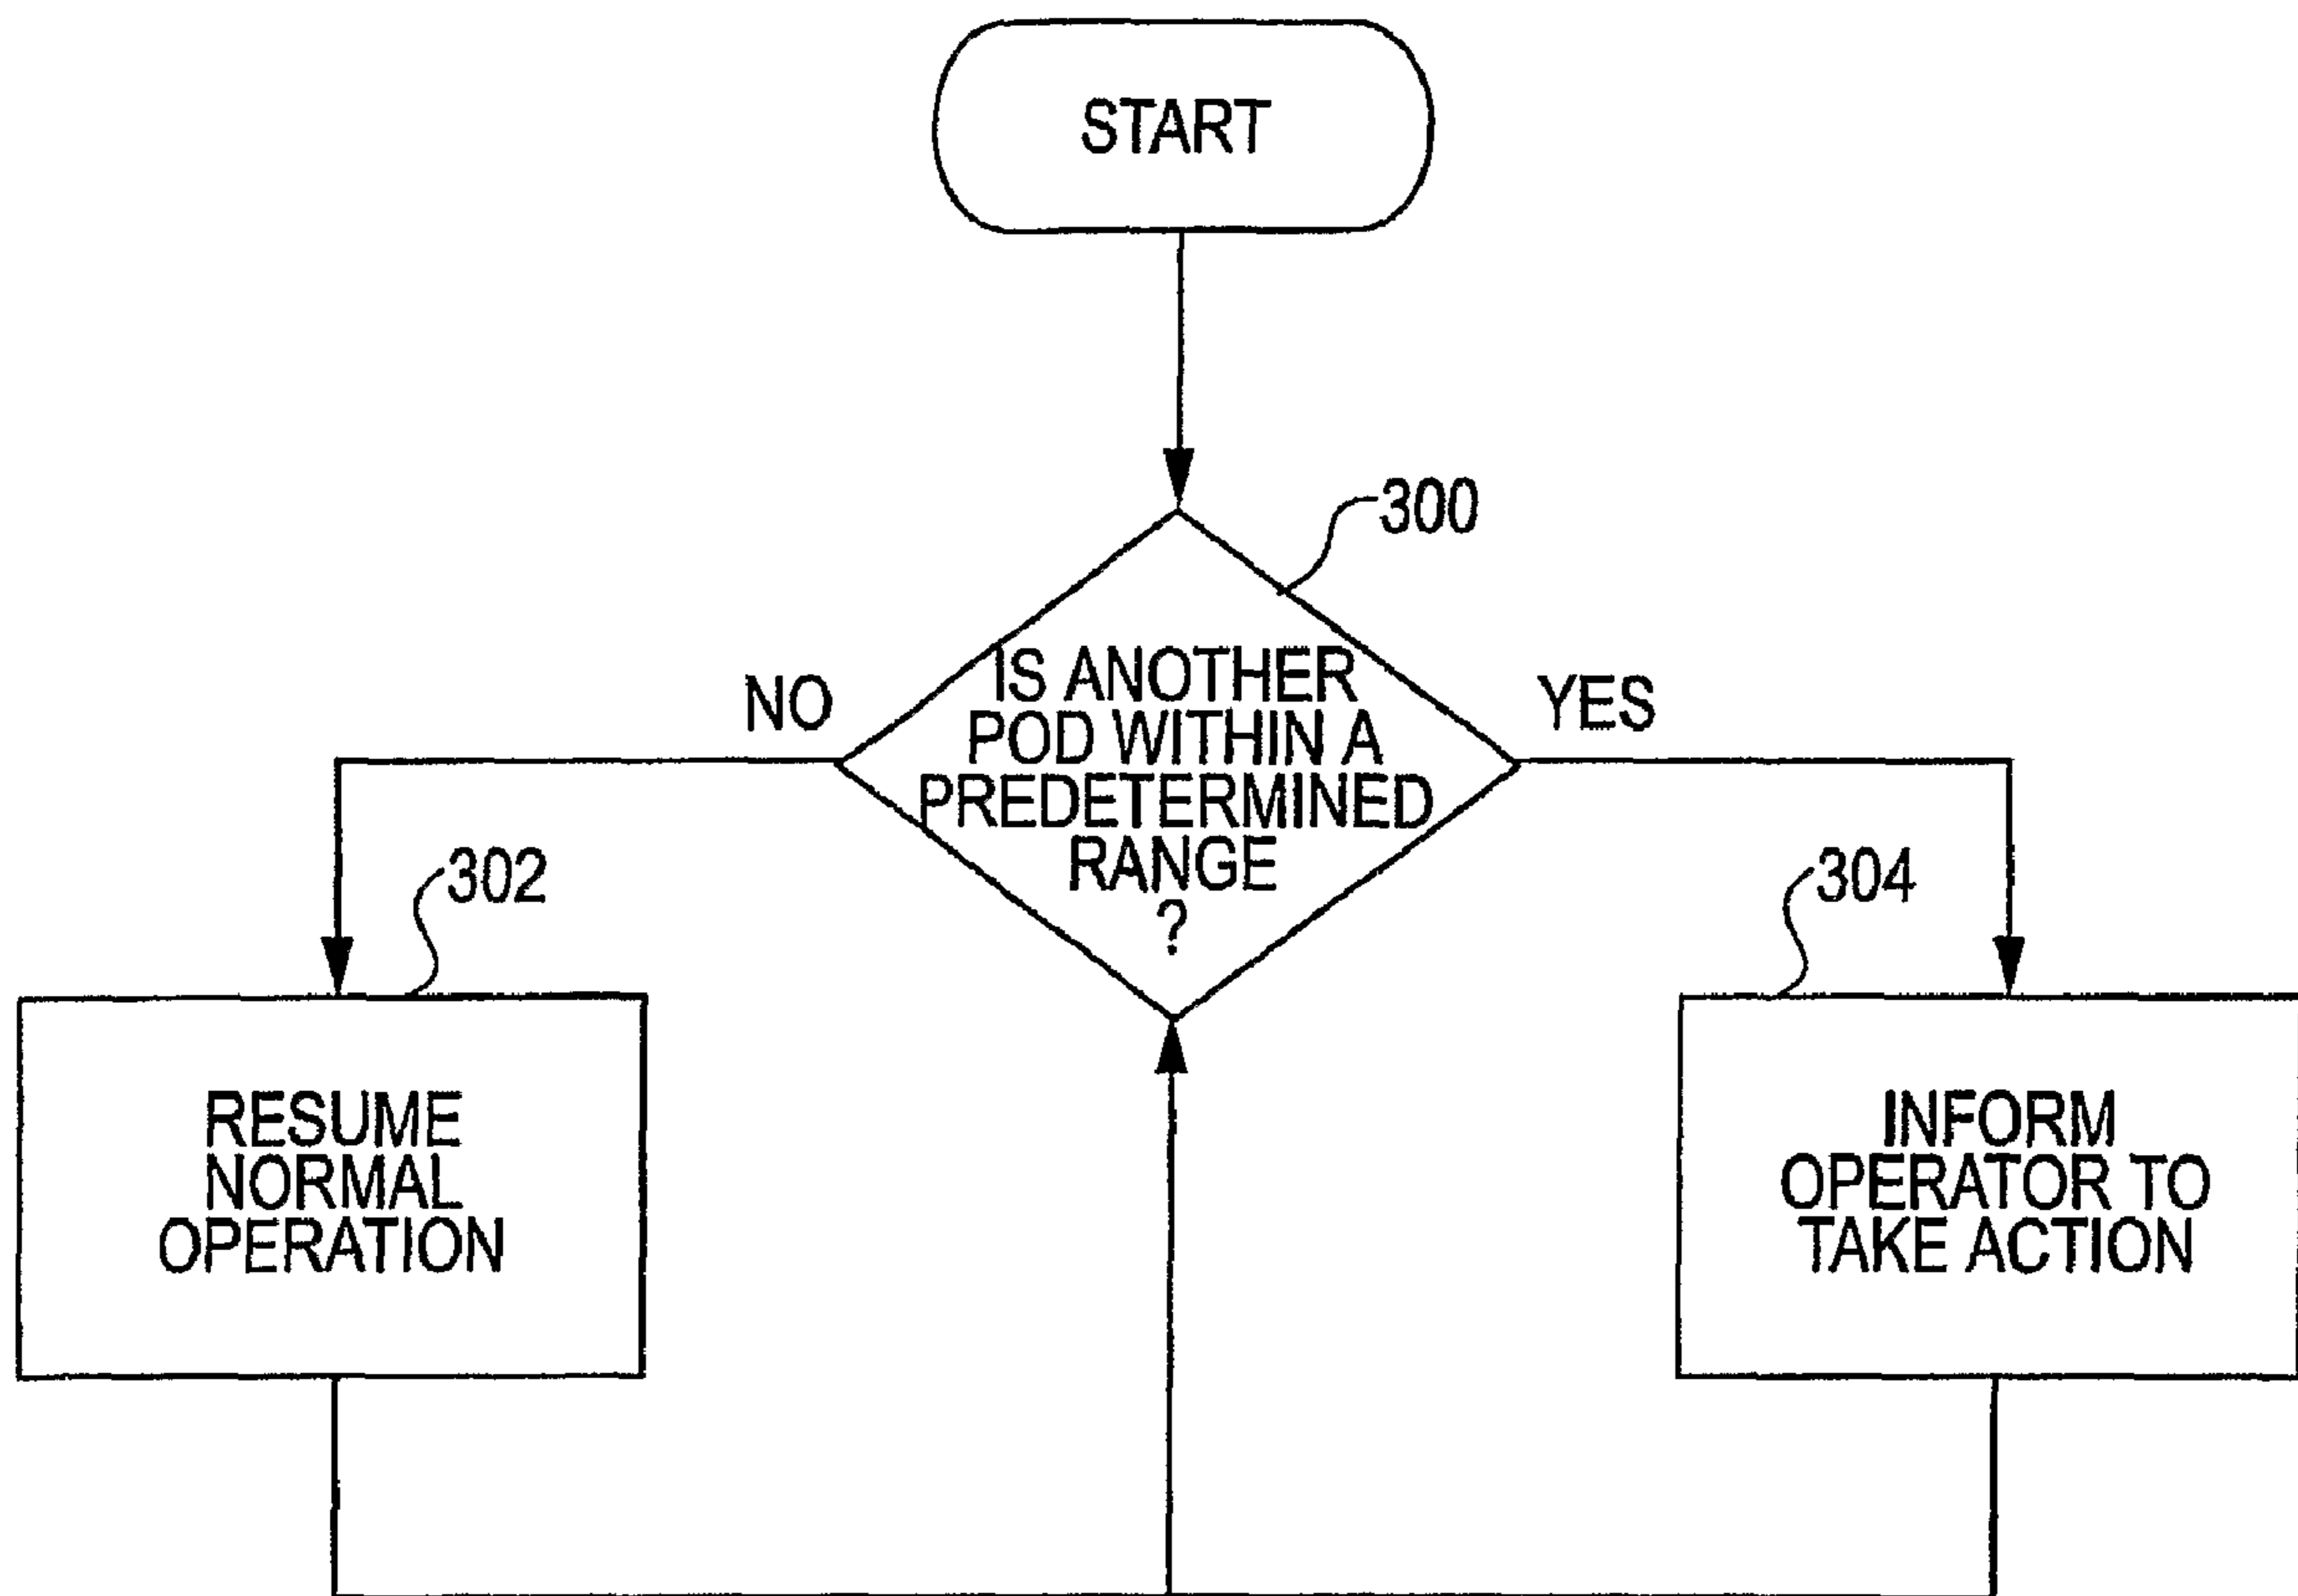 START
300
IS ANOTHER
POD WITHIN A
PREDETERMINED
RANGE
?
NO
YES
302
304
RESUME
NORMAL
OPERATION
INFORM
OPERATOR TO
TAKE ACTION